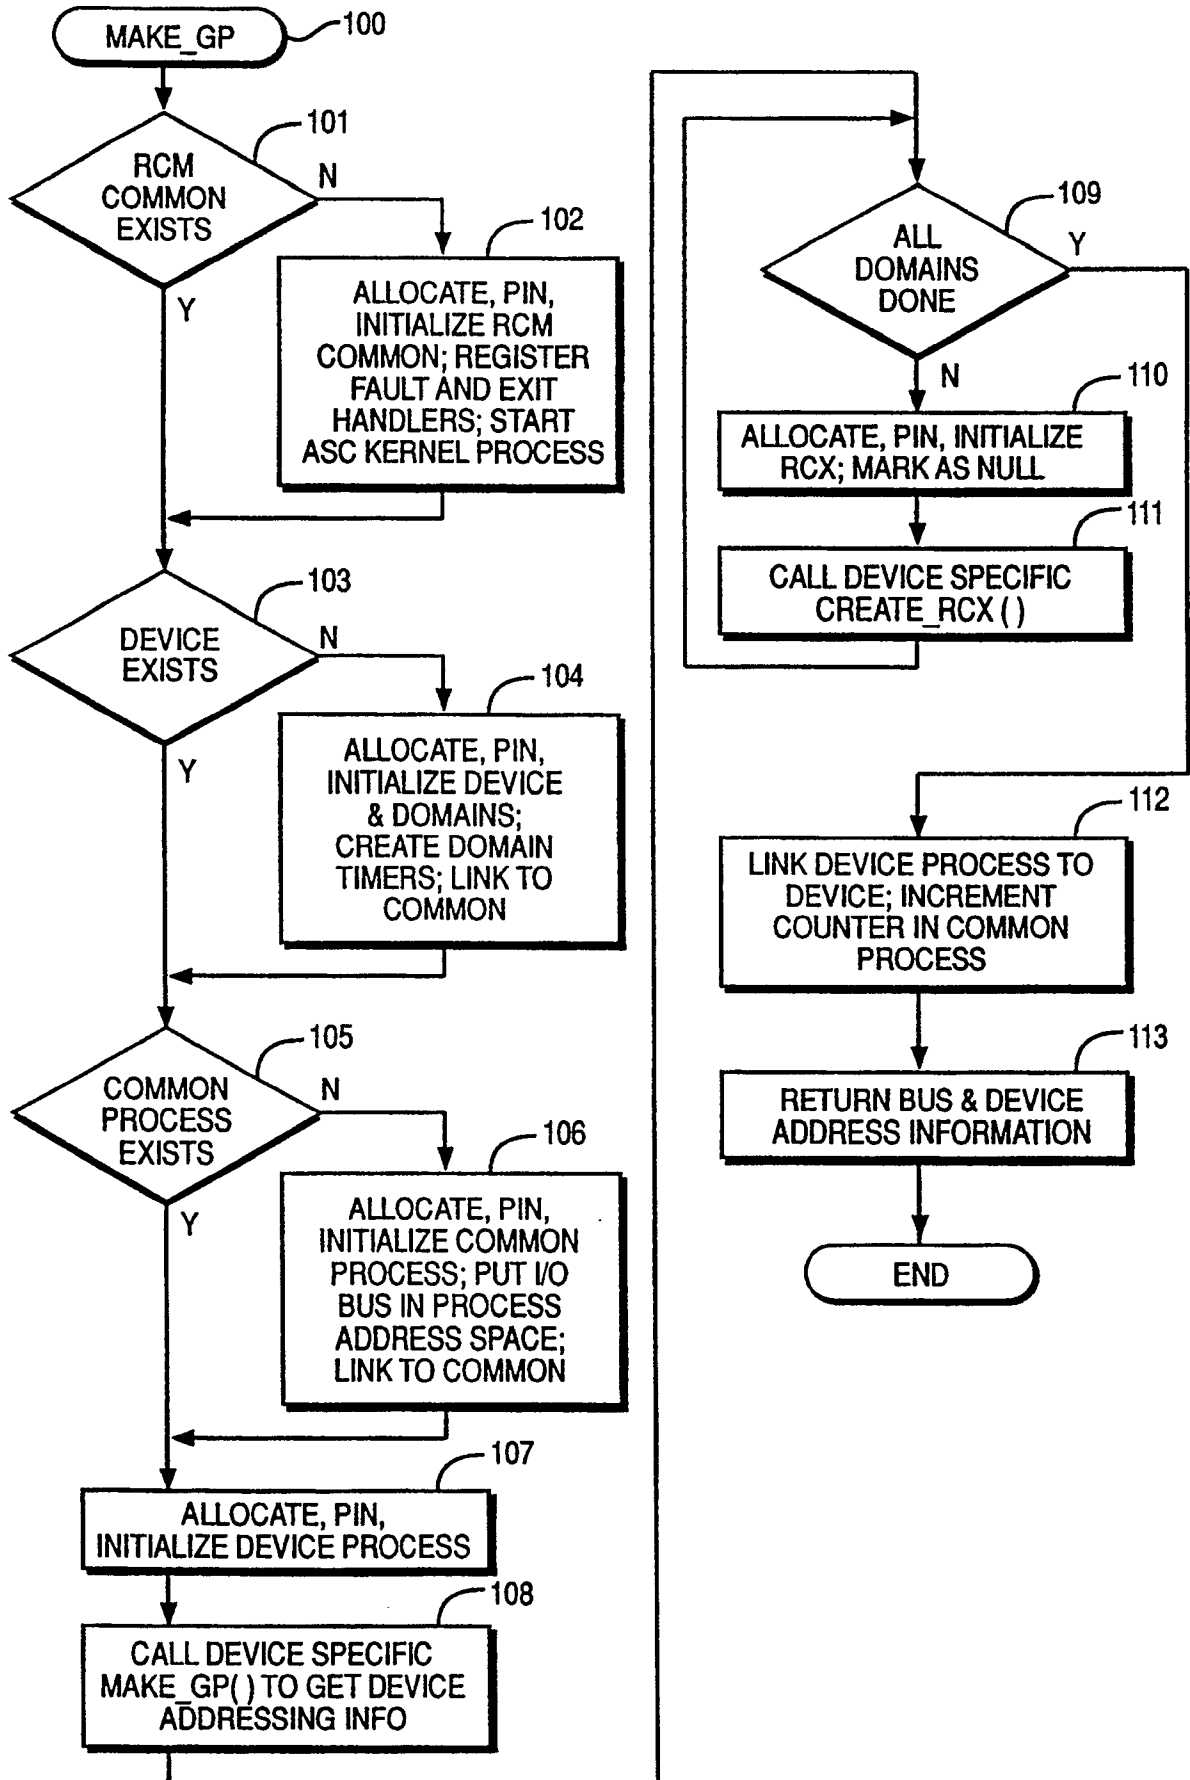 MAKE_GP
100
101
RCM
COMMON
EXISTS
N
Y
102
ALLOCATE, PIN,
INITIALIZE RCM
COMMON; REGISTER
FAULT AND EXIT
HANDLERS; START
ASC KERNEL PROCESS
103
DEVICE
EXISTS
N
Y
104
ALLOCATE, PIN,
INITIALIZE DEVICE
& DOMAINS;
CREATE DOMAIN
TIMERS; LINK TO
COMMON
105
COMMON
PROCESS
EXISTS
N
Y
106
ALLOCATE, PIN,
INITIALIZE COMMON
PROCESS; PUT I/O
BUS IN PROCESS
ADDRESS SPACE;
LINK TO COMMON
107
ALLOCATE, PIN,
INITIALIZE DEVICE PROCESS
108
CALL DEVICE SPECIFIC
MAKE_GP( ) TO GET DEVICE
ADDRESSING INFO
109
ALL
DOMAINS
DONE
Y
N
110
ALLOCATE, PIN, INITIALIZE
RCX; MARK AS NULL
111
CALL DEVICE SPECIFIC
CREATE_RCX ( )
112
LINK DEVICE PROCESS TO
DEVICE; INCREMENT
COUNTER IN COMMON
PROCESS
113
RETURN BUS & DEVICE
ADDRESS INFORMATION
END